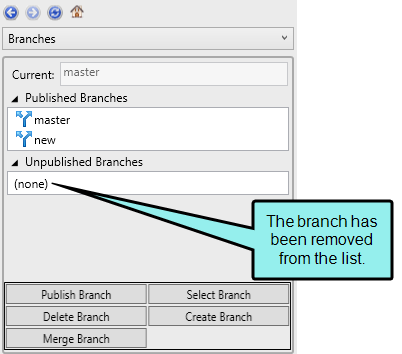 Branches
Current: master
Published Branches
master
new
Unpublished Branches
(none)
The branch has
been removed
from the list.
Publish Branch Select Branch
Delete Branch Create Branch
Merge Branch